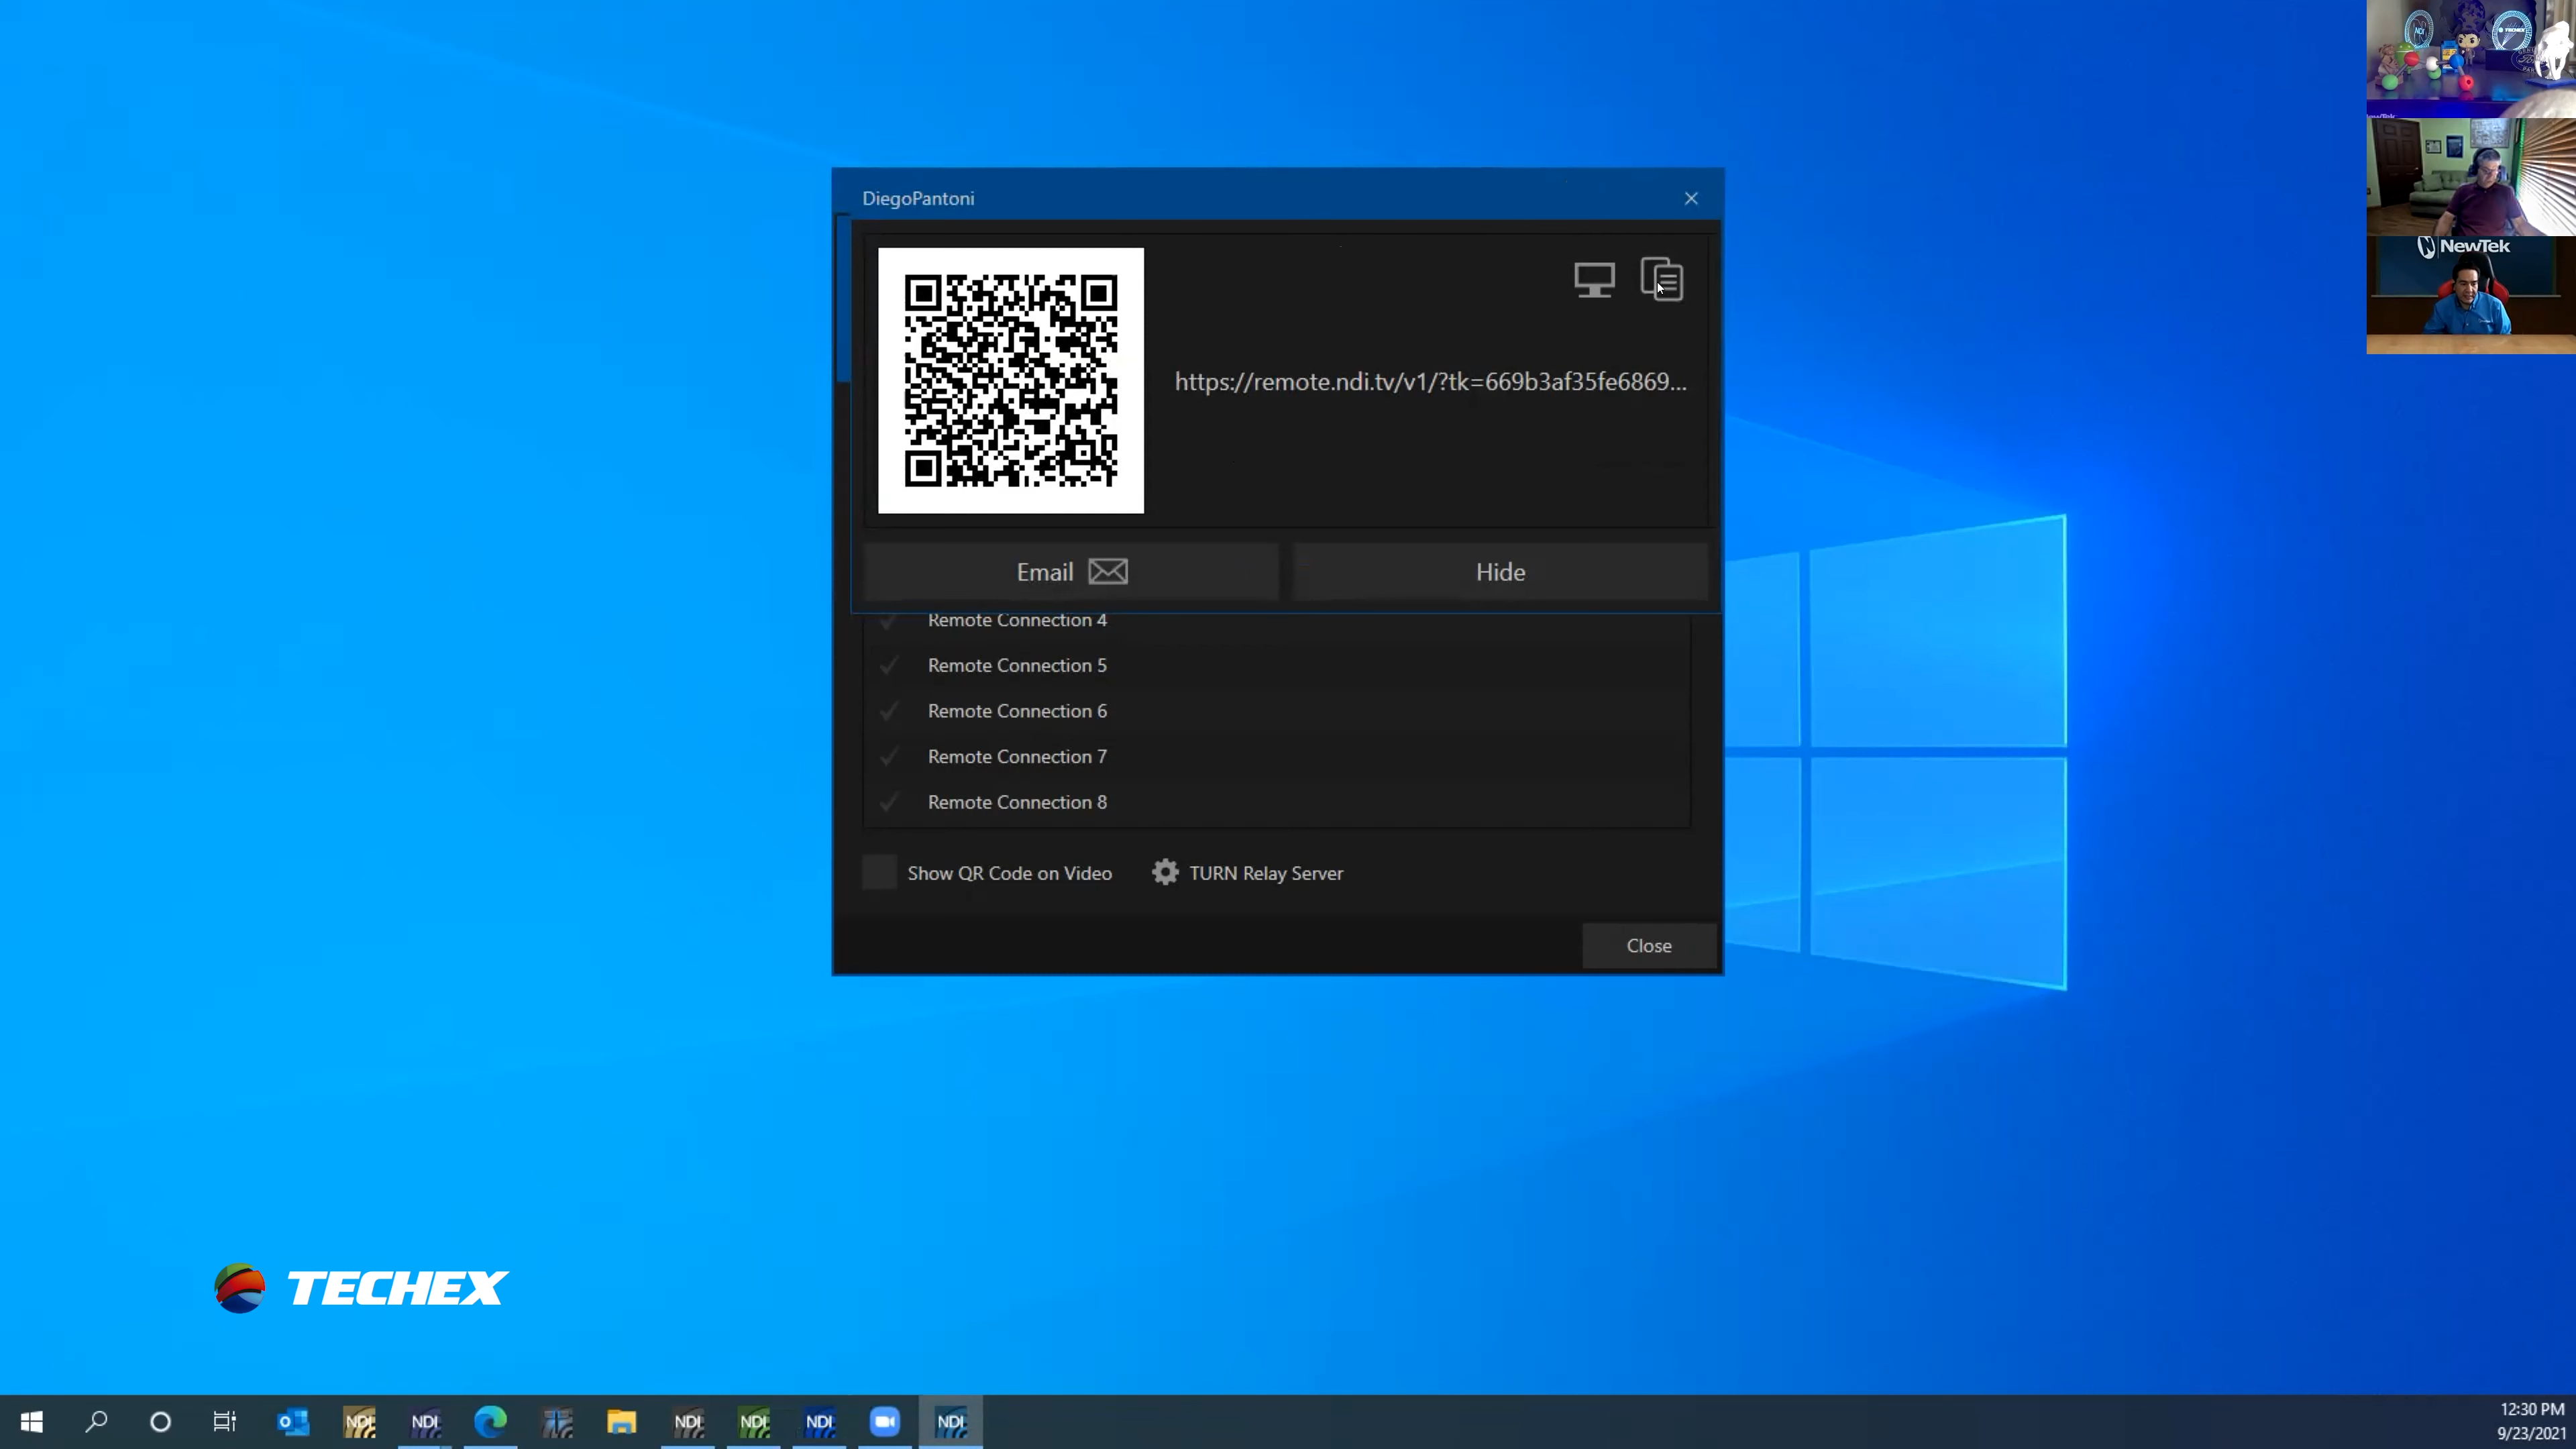 DiegoPantoni
https://remote.ndi.tv/v1/?tk=669b3af35fe6869...
Email
Hide
Remote Connection 4
Remote Connection 5
Remote Connection 6
Remote Connection 7
Remote Connection 8
Show QR Code on Video
TURN Relay Server
Close
NewTek
TECHEX
NDI
NDI
NDI
NDI
NDI
NDI
12:30 PM
9/23/2021